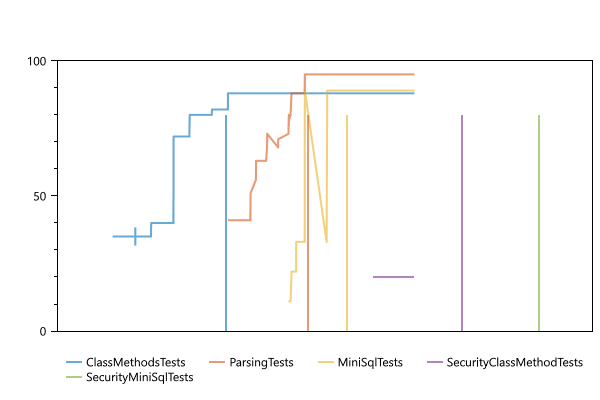 100
50
0
ClassMethodsTests ParsingTests MiniSqlTests SecurityClassMethodTests
SecurityMiniSqlTests